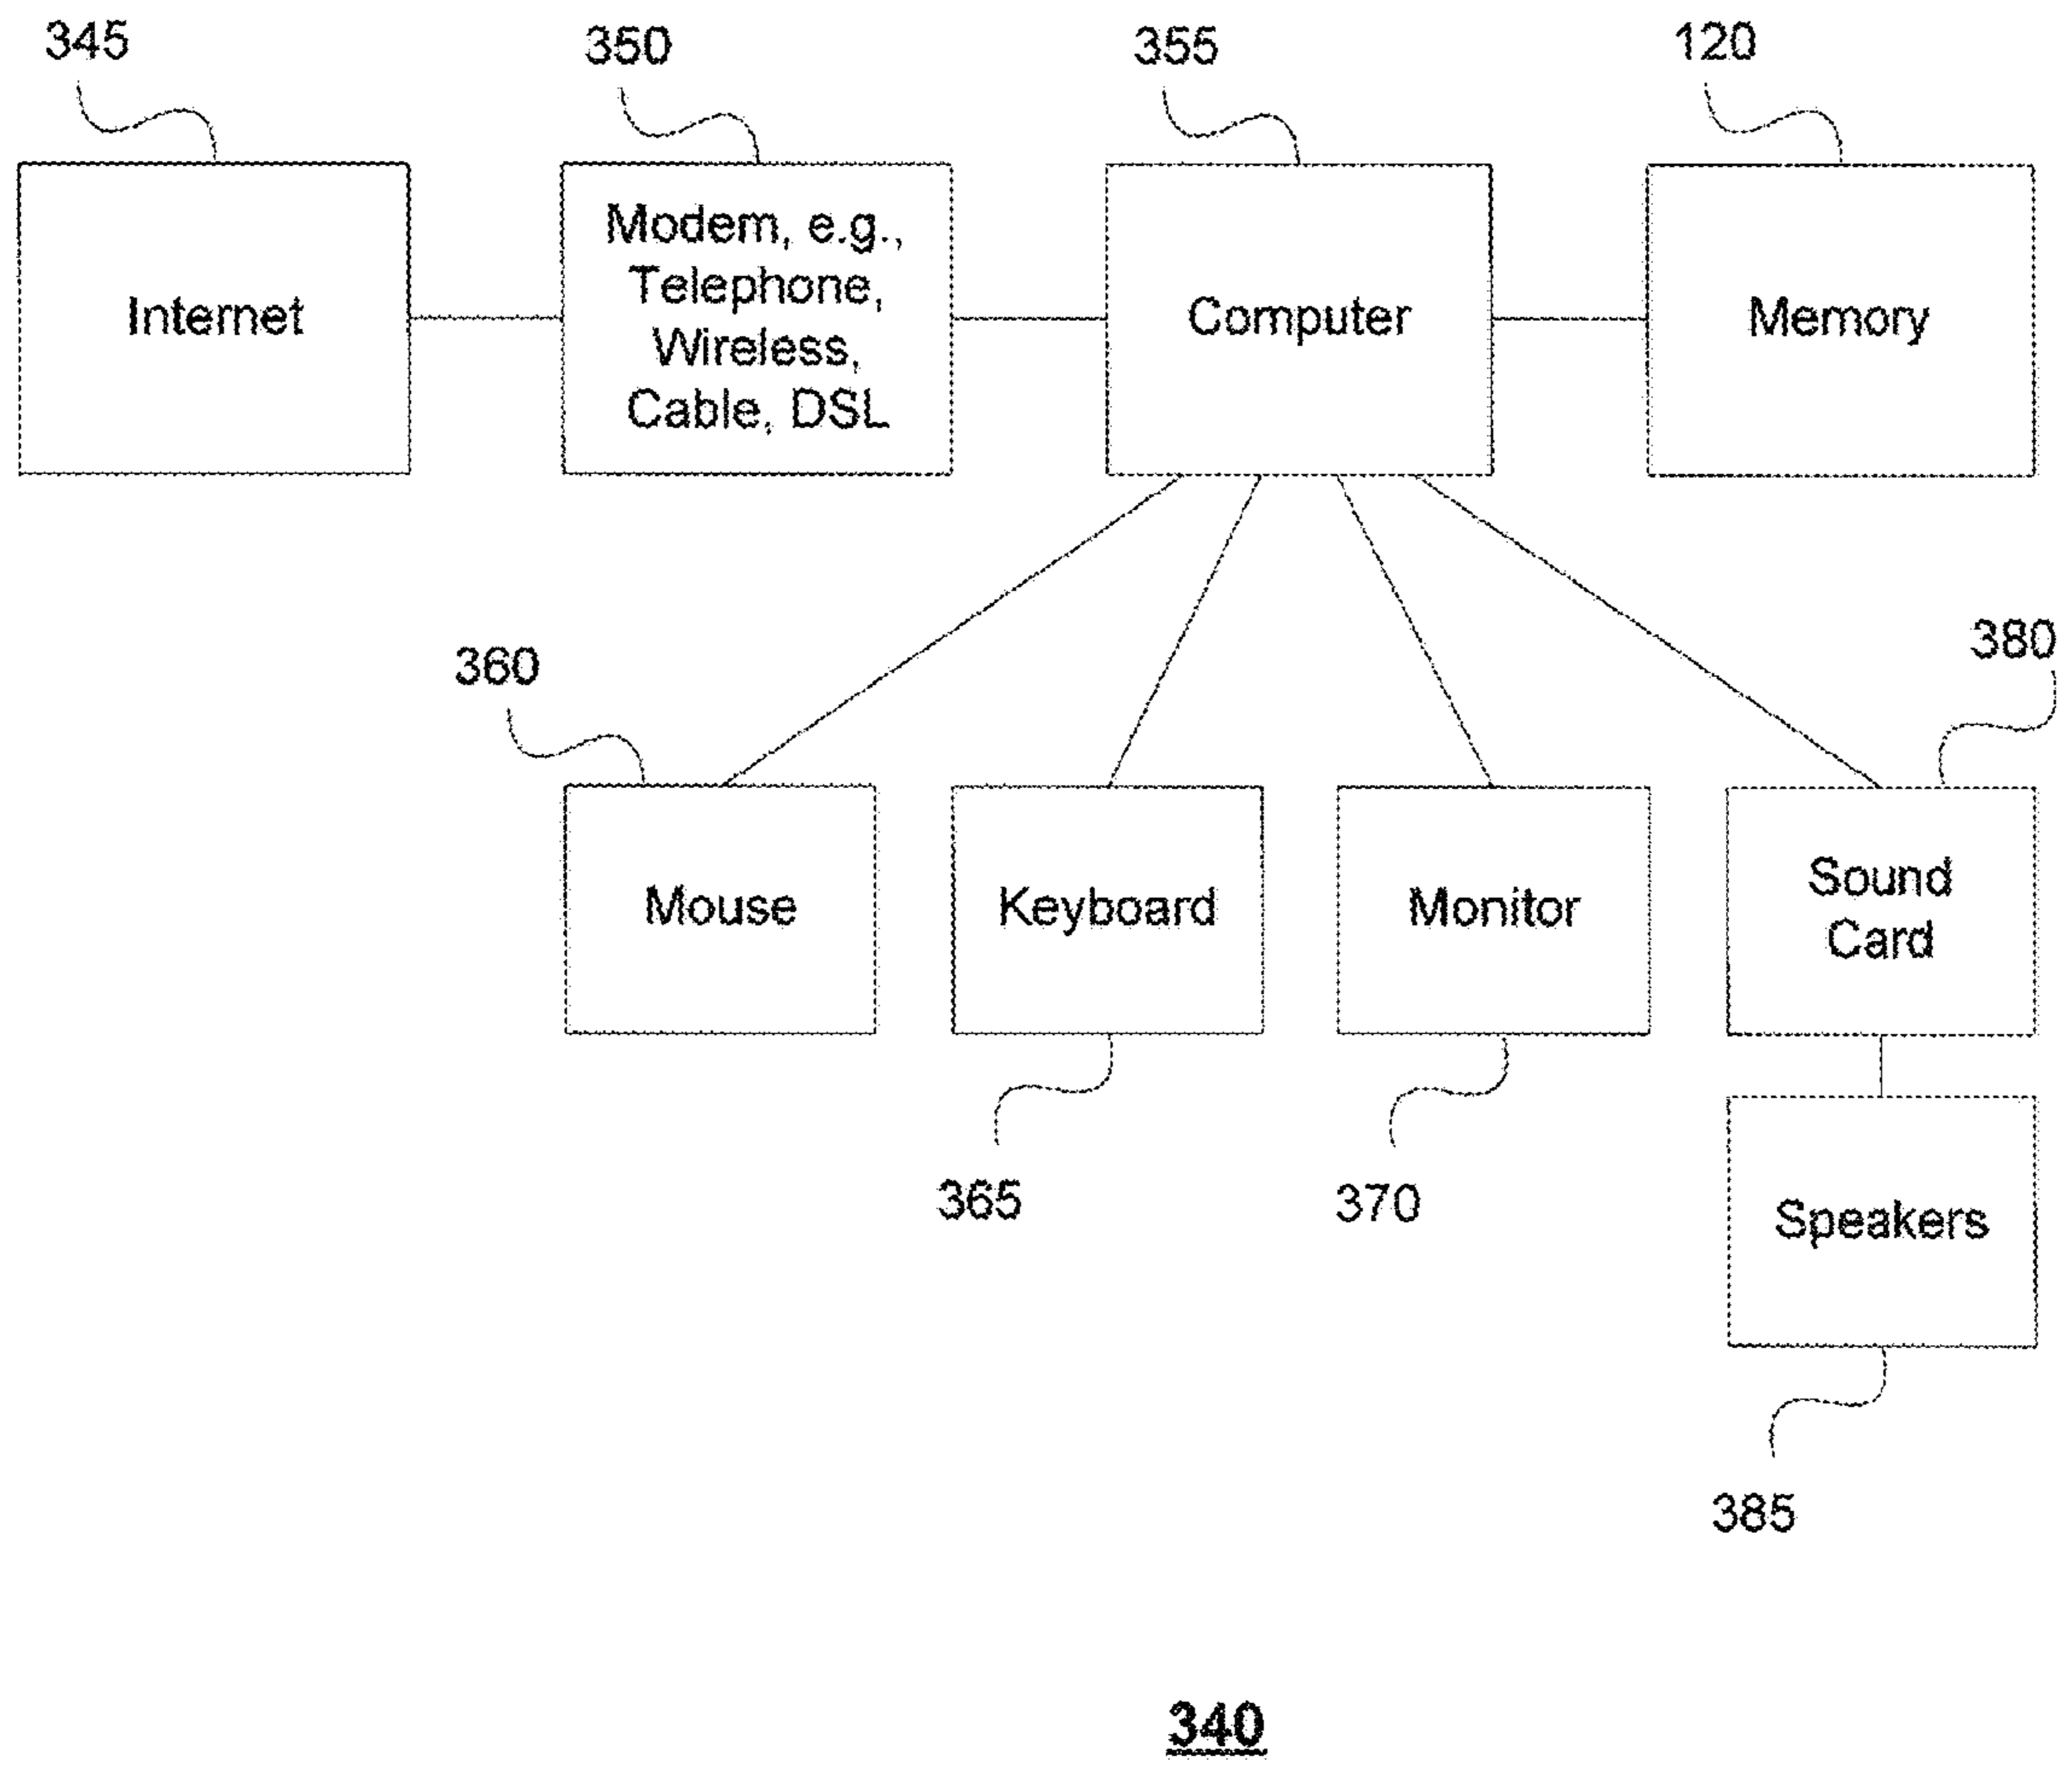 345
350
355
120
Internet
Modem, e.g.,
Telephone,
Wireless,
Cable, DSL
Computer
Memory
360
380
Mouse
Keyboard
Monitor
Sound
Card
365
370
Speakers
385
340